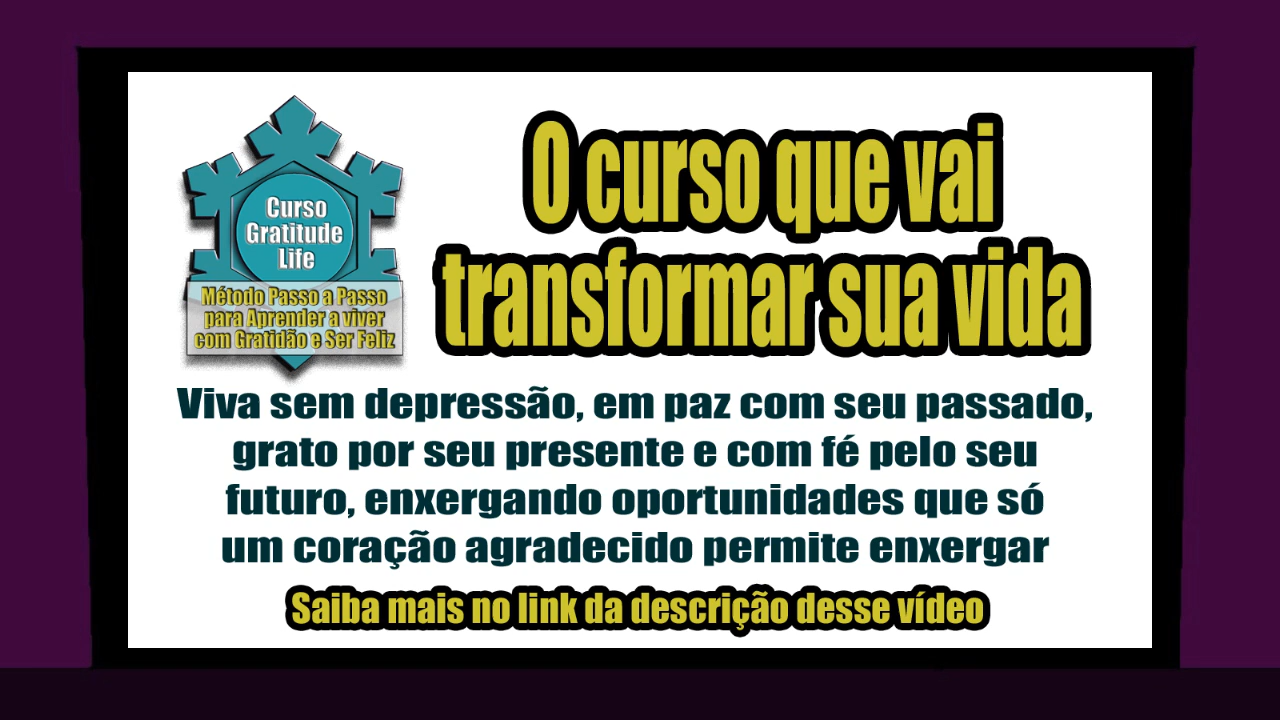 Curso
Gratitude
Life
Método Passo a Passo
para Aprender a viver
com Gratidão e Ser Feliz
O curso que vai
transformar sua vida
Viva sem depressão, em paz com seu passado,
grato por seu presente e com fé pelo seu
futuro, enxergando oportunidades que só
um coração agradecido permite enxergar
Saiba mais no link da descrição desse vídeo